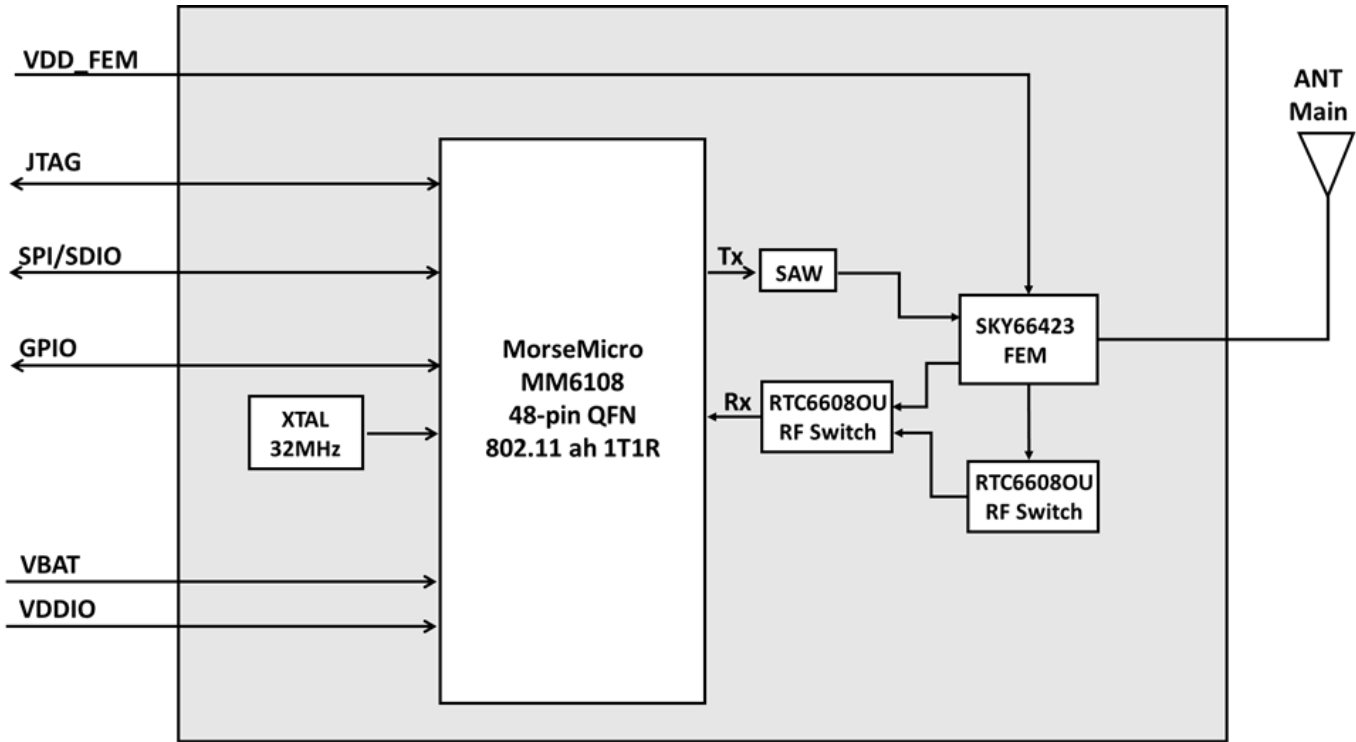 VDD_FEM
ANT
Main
JTAG
SPI/SDIO
Tx
SAW
SKY66423
FEM
GPIO
MorseMicro
MM6108
48-pin QFN
802.11 ah 1T1R
Rx
RTC6608OU
RF Switch
XTAL
32MHz
RTC6608OU
RF Switch
VBAT
VDDIO